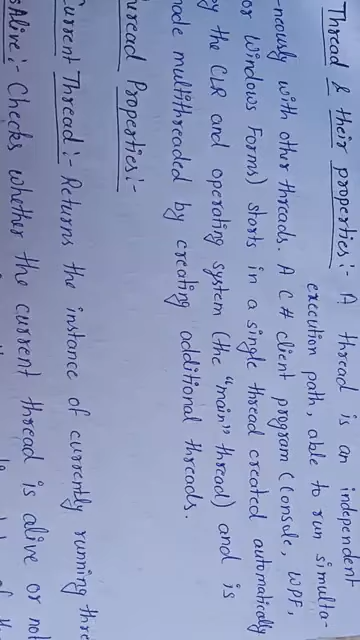 Thread & their properties:- A thread is an independent
execution path, able to run simulta-
-neously with other threads. A C# client program (Console, WPF,
or Windows Forms) starts in a single thread created automatically
by the CLR and operating system (the "main" thread) and is
made multithreaded by creating additional threads.
Thread Properties:-
Current Thread:- Returns the instance of currently running thre
IsAlive:- Checks whether the current thread is alive or not